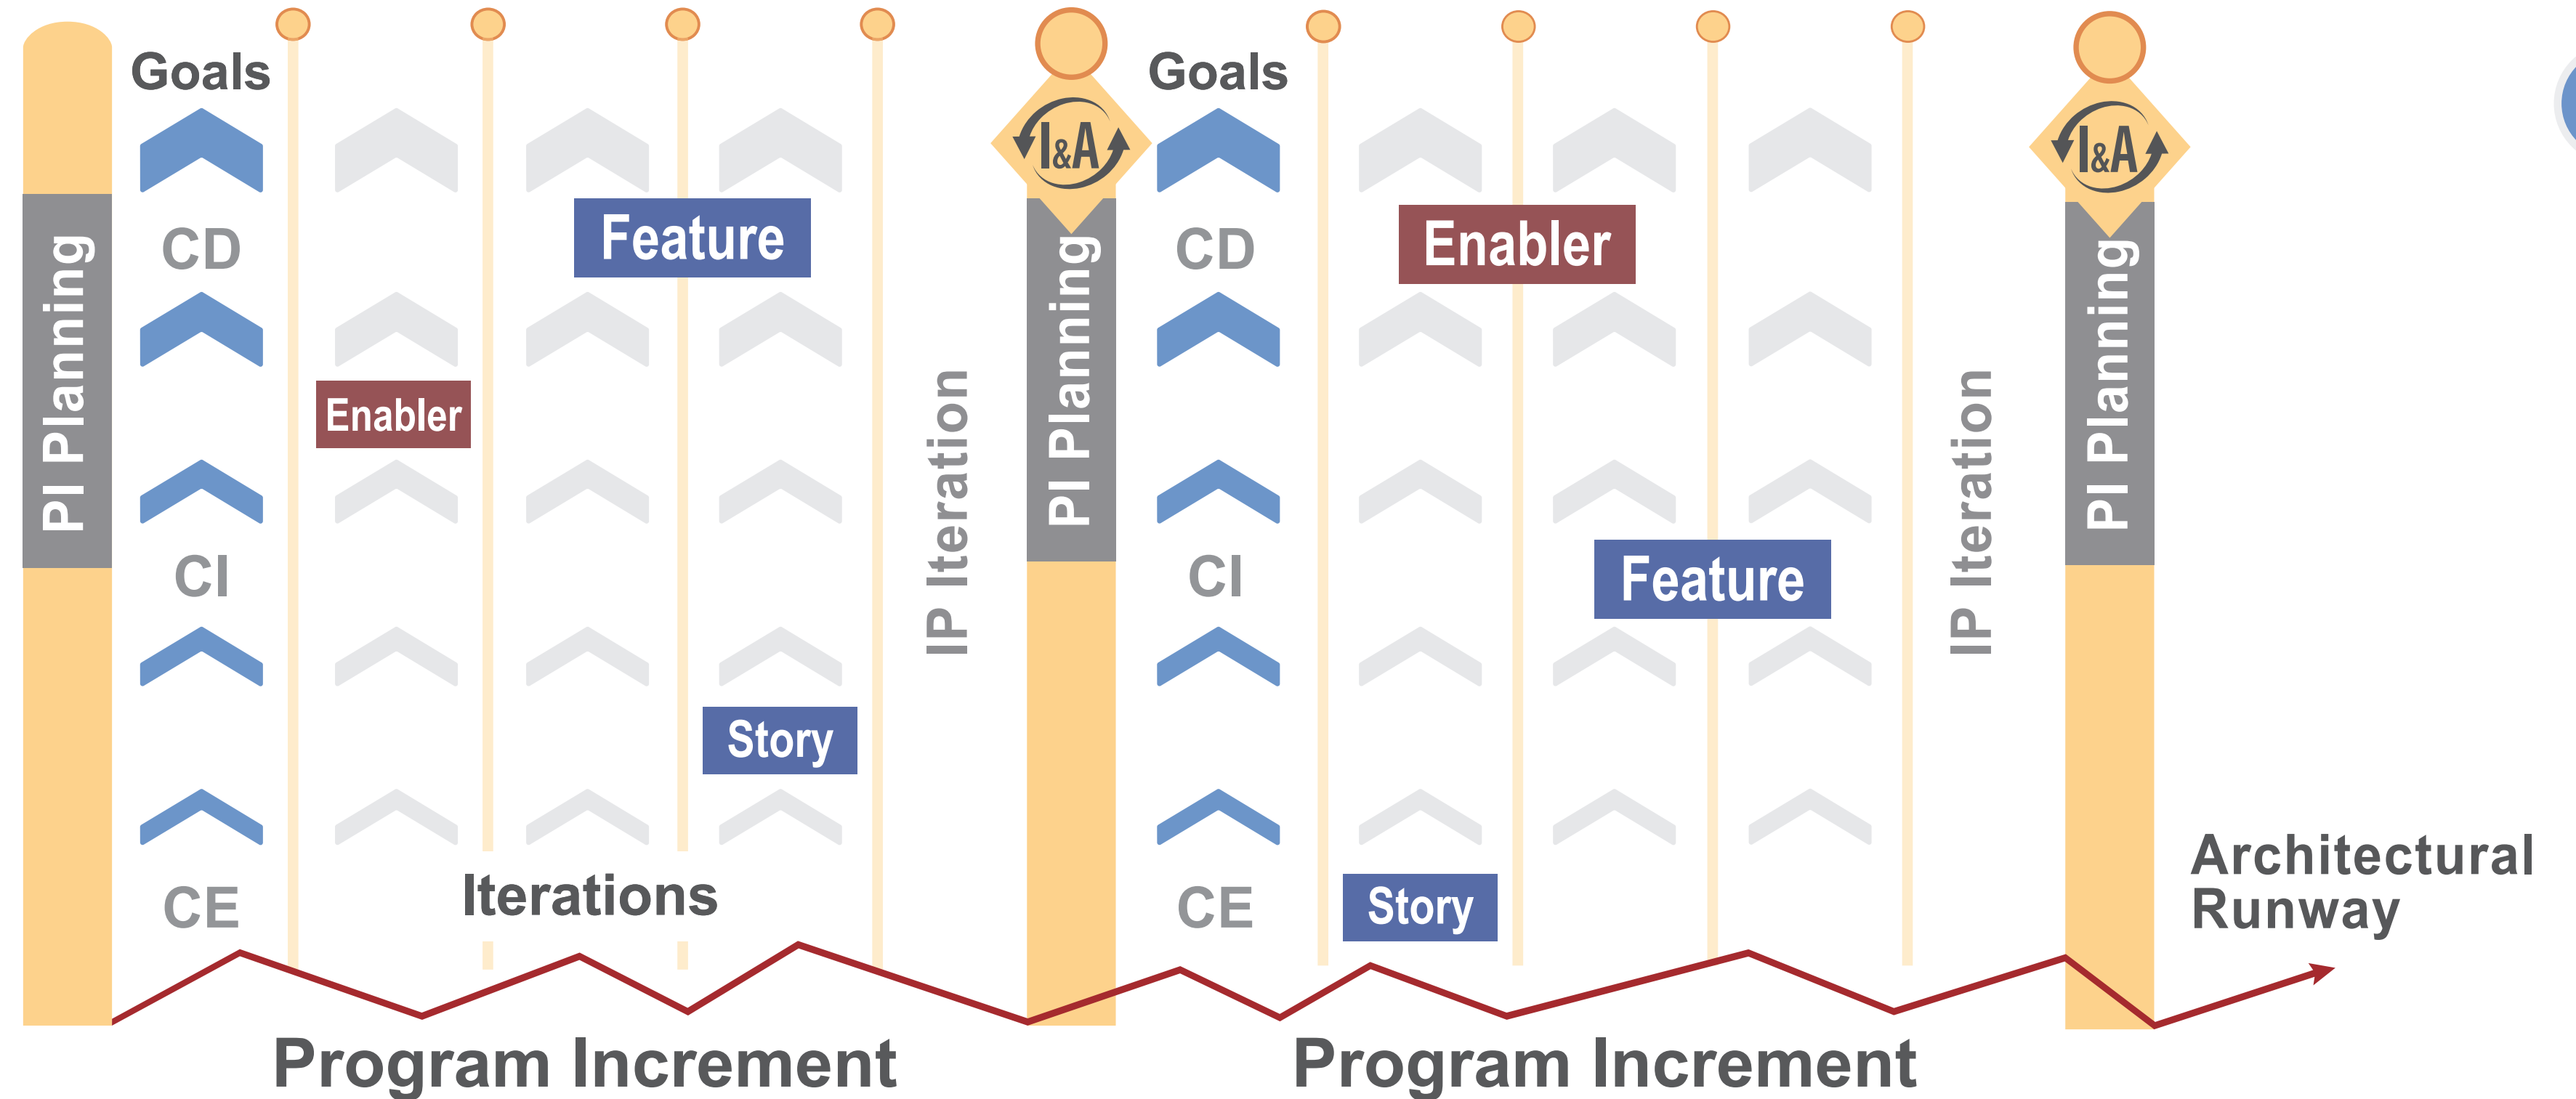 Goals
Goals
I&A
I&A
PI Planning
CD
Feature
PI Planning
CD
Enabler
PI Planning
Enabler
IP Iteration
IP Iteration
CI
CI
Feature
Story
CE
Iterations
CE
Story
Architectural
Runway
Program Increment
Program Increment